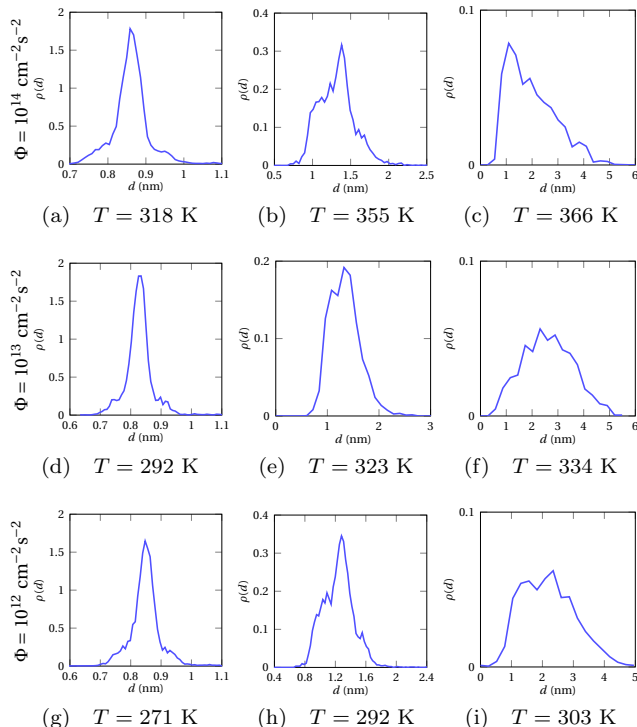 Φ = 10¹⁴ cm⁻²s⁻²
ρ(d)
2
1.5
1
0.5
0
0.7 0.8 0.9 1 1.1
d (nm)
ρ(d)
0.4
0.3
0.2
0.1
0
0.5 1 1.5 2 2.5
d (nm)
ρ(d)
0.1
0
0 1 2 3 4 5 6
d (nm)
(a) T = 318 K (b) T = 355 K (c) T = 366 K
Φ = 10¹³ cm⁻²s⁻²
ρ(d)
2
1.5
1
0.5
0
0.6 0.7 0.8 0.9 1 1.1
d (nm)
ρ(d)
0.2
0.1
0
0 1 2 3
d (nm)
ρ(d)
0.1
0
0 1 2 3 4 5 6
d (nm)
(d) T = 292 K (e) T = 323 K (f) T = 334 K
Φ = 10¹² cm⁻²s⁻²
ρ(d)
2
1.5
1
0.5
0
0.6 0.7 0.8 0.9 1 1.1
d (nm)
ρ(d)
0.4
0.3
0.2
0.1
0
0.4 0.8 1.2 1.6 2 2.4
d (nm)
ρ(d)
0.1
0
0 1 2 3 4 5
d (nm)
(g) T = 271 K (h) T = 292 K (i) T = 303 K